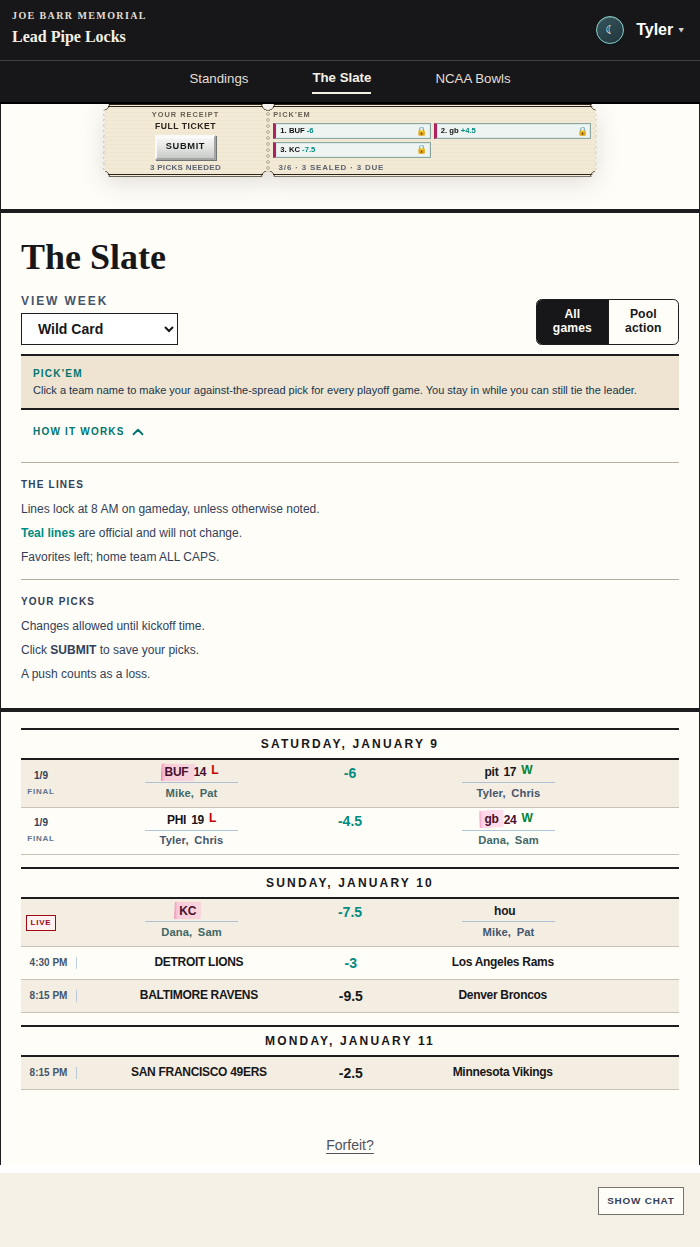 JOE BARR MEMORIAL
Lead Pipe Locks
Tyler
Standings The Slate NCAA Bowls
YOUR RECEIPT
FULL TICKET
SUBMIT
3 PICKS NEEDED
PICK'EM
1. BUF -6
2. gb +4.5
3. KC -7.5
3/6 · 3 SEALED · 3 DUE
The Slate
VIEW WEEK
Wild Card
All games
Pool action
PICK'EM
Click a team name to make your against-the-spread pick for every playoff game. You stay in while you can still tie the leader.
HOW IT WORKS
THE LINES
Lines lock at 8 AM on gameday, unless otherwise noted.
Teal lines are official and will not change.
Favorites left; home team ALL CAPS.
YOUR PICKS
Changes allowed until kickoff time.
Click SUBMIT to save your picks.
A push counts as a loss.
SATURDAY, JANUARY 9
1/9 FINAL BUF 14 L -6 pit 17 W
Mike, Pat Tyler, Chris
1/9 FINAL PHI 19 L -4.5 gb 24 W
Tyler, Chris Dana, Sam
SUNDAY, JANUARY 10
LIVE KC -7.5 hou
Dana, Sam Mike, Pat
4:30 PM DETROIT LIONS -3 Los Angeles Rams
8:15 PM BALTIMORE RAVENS -9.5 Denver Broncos
MONDAY, JANUARY 11
8:15 PM SAN FRANCISCO 49ERS -2.5 Minnesota Vikings
Forfeit?
SHOW CHAT